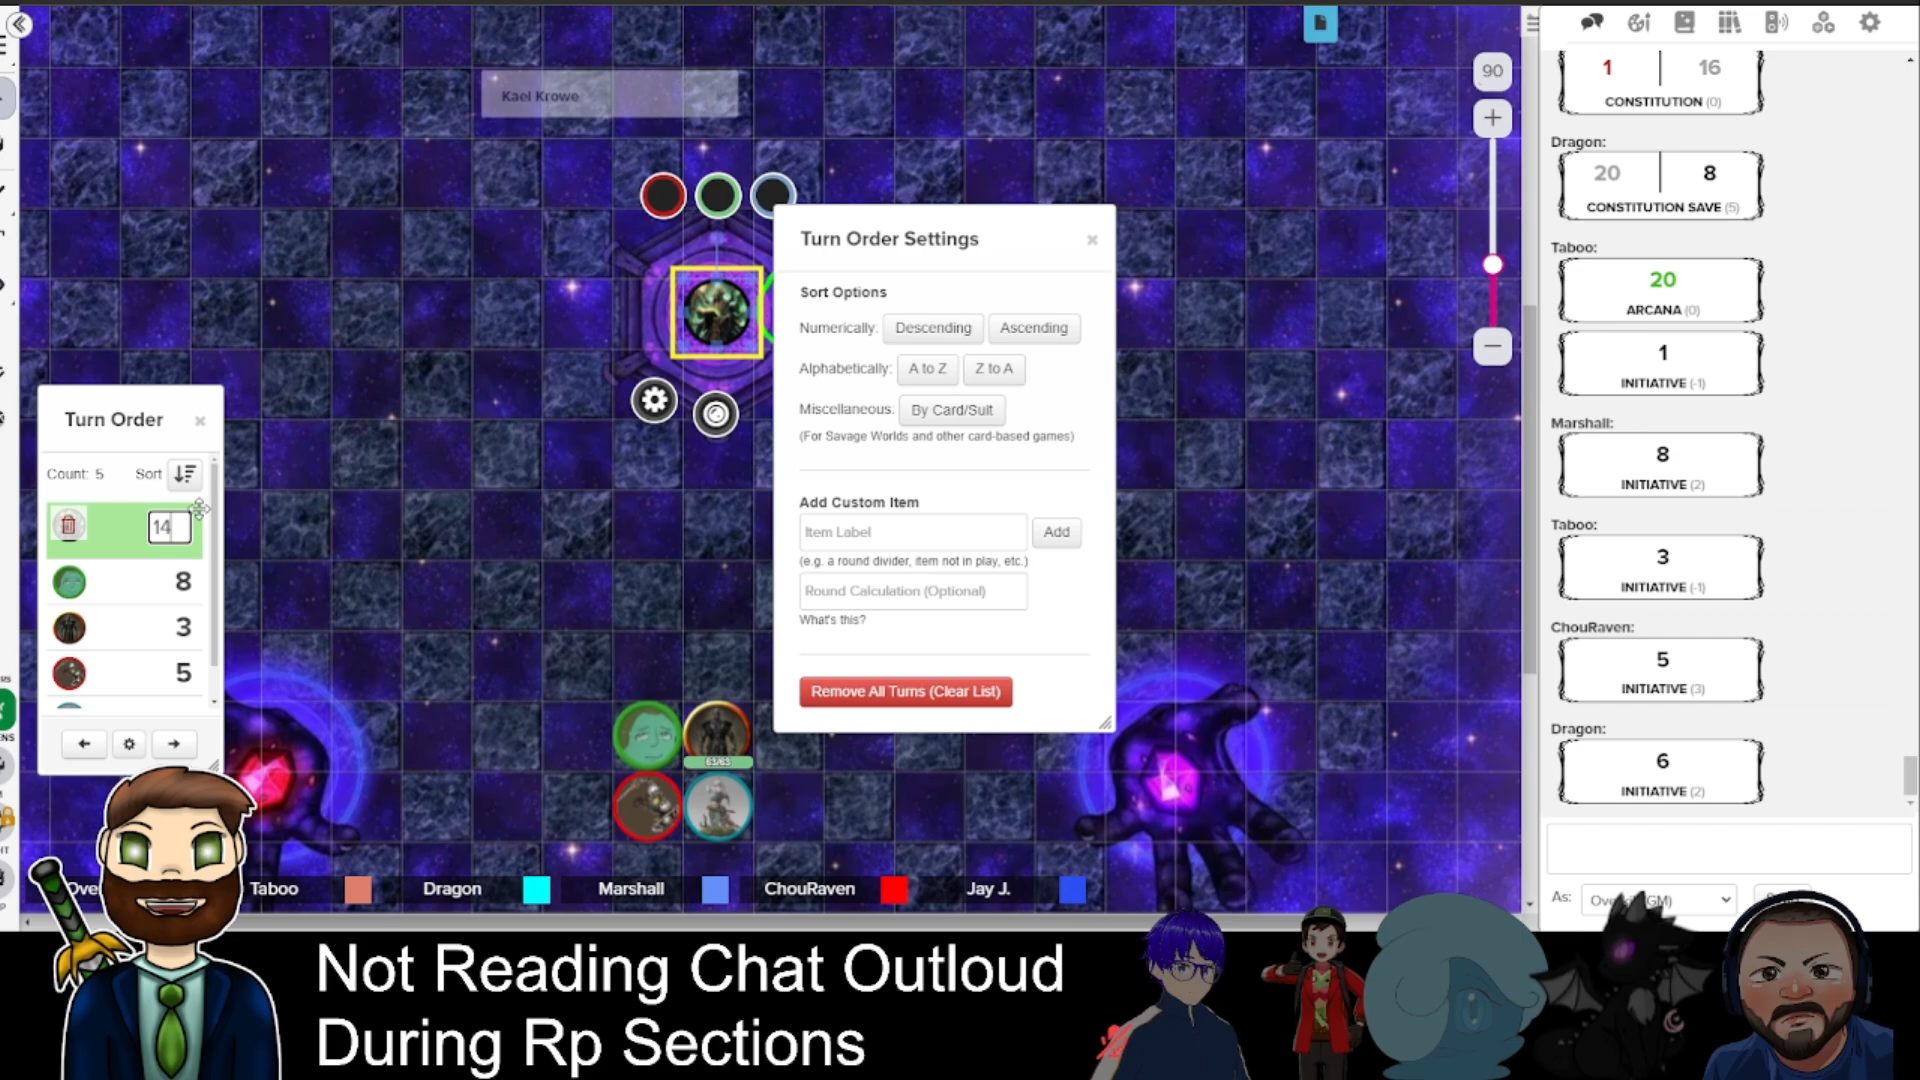 Kael Krowe
90
Turn Order
Count: 5 Sort
14
8
3
5
Turn Order Settings
Sort Options
Numerically: Descending Ascending
Alphabetically: A to Z Z to A
Miscellaneous: By Card/Suit
(For Savage Worlds and other card-based games)
Add Custom Item
Item Label Add
(e.g. a round divider, item not in play, etc.)
Round Calculation (Optional)
What's this?
Remove All Turns (Clear List)
63/63
Taboo Dragon Marshall ChouRaven Jay J.
1 16
CONSTITUTION (0)
Dragon:
20 8
CONSTITUTION SAVE (5)
Taboo:
20
ARCANA (0)
1
INITIATIVE (-1)
Marshall:
8
INITIATIVE (2)
Taboo:
3
INITIATIVE (-1)
ChouRaven:
5
INITIATIVE (3)
Dragon:
6
INITIATIVE (2)
As:
Not Reading Chat Outloud
During Rp Sections